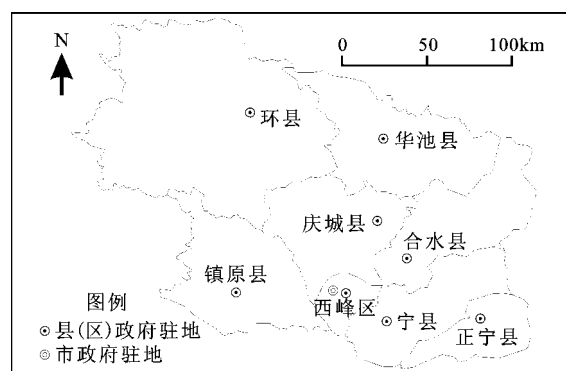 N
0 50 100km
环县
华池县
庆城县
合水县
镇原县
西峰区
宁县
正宁县
图例
县(区)政府驻地
市政府驻地